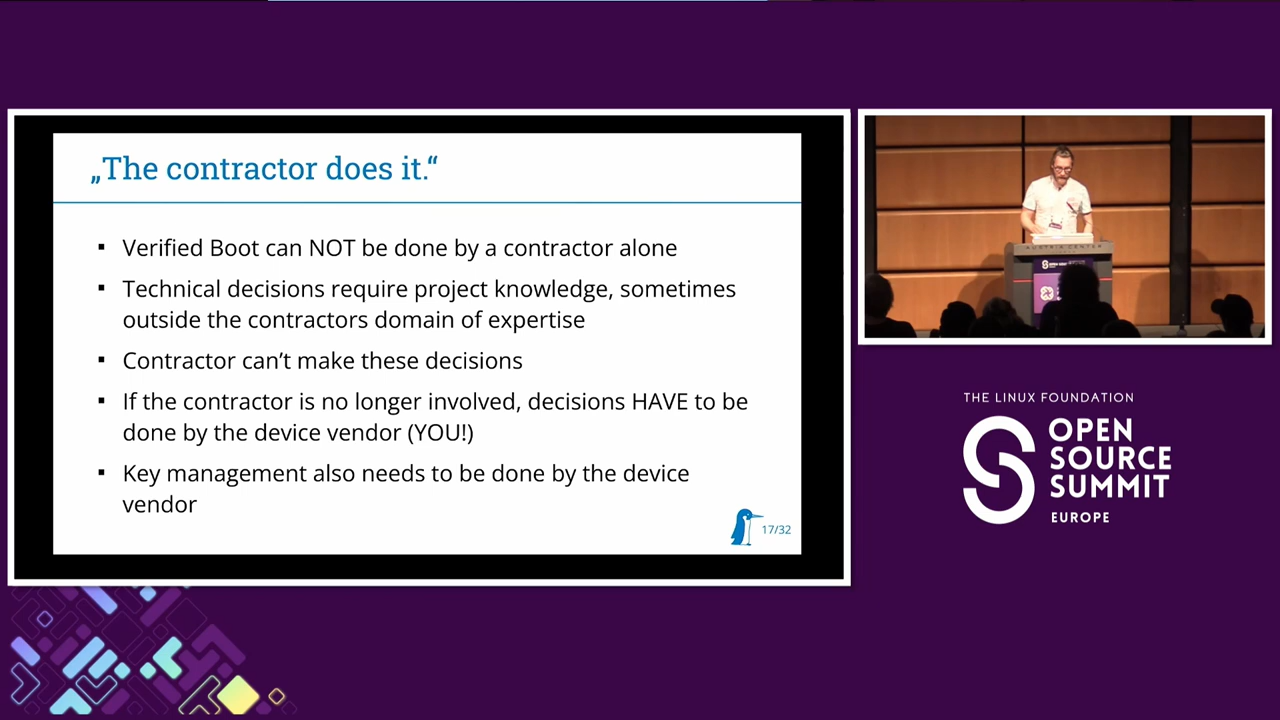 „The contractor does it.“
▪ Verified Boot can NOT be done by a contractor alone
▪ Technical decisions require project knowledge, sometimes
outside the contractors domain of expertise
▪ Contractor can’t make these decisions
▪ If the contractor is no longer involved, decisions HAVE to be
done by the device vendor (YOU!)
▪ Key management also needs to be done by the device
vendor
17/32
AUSTRIA CENTER
THE LINUX FOUNDATION
OPEN
SOURCE
SUMMIT
EUROPE